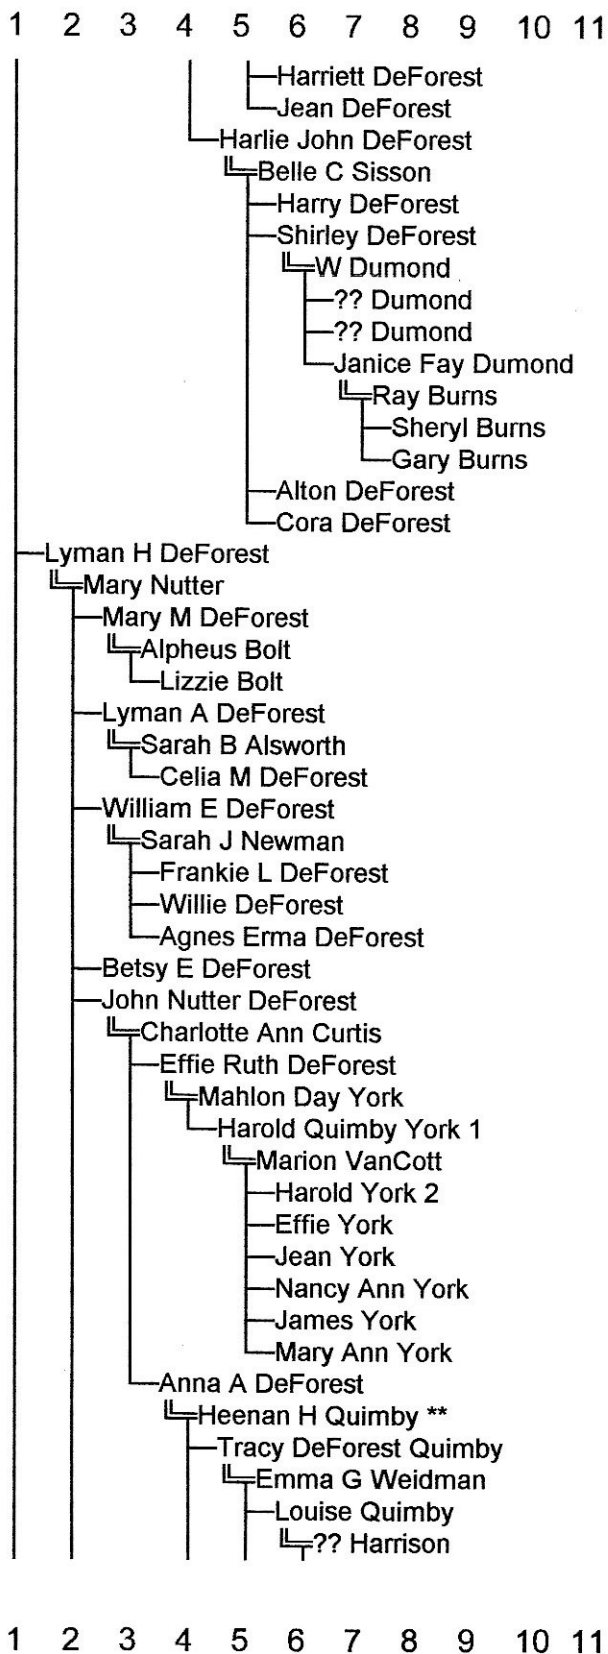 1 2 3 4 5 6 7 8 9 10 11
Harriett DeForest
Jean DeForest
Harlie John DeForest
Belle C Sisson
Harry DeForest
Shirley DeForest
W Dumond
?? Dumond
?? Dumond
Janice Fay Dumond
Ray Burns
Sheryl Burns
Gary Burns
Alton DeForest
Cora DeForest
Lyman H DeForest
Mary Nutter
Mary M DeForest
Alpheus Bolt
Lizzie Bolt
Lyman A DeForest
Sarah B Alsworth
Celia M DeForest
William E DeForest
Sarah J Newman
Frankie L DeForest
Willie DeForest
Agnes Erma DeForest
Betsy E DeForest
John Nutter DeForest
Charlotte Ann Curtis
Effie Ruth DeForest
Mahlon Day York
Harold Quimby York 1
Marion VanCott
Harold York 2
Effie York
Jean York
Nancy Ann York
James York
Mary Ann York
Anna A DeForest
Heenan H Quimby **
Tracy DeForest Quimby
Emma G Weidman
Louise Quimby
?? Harrison
1 2 3 4 5 6 7 8 9 10 11